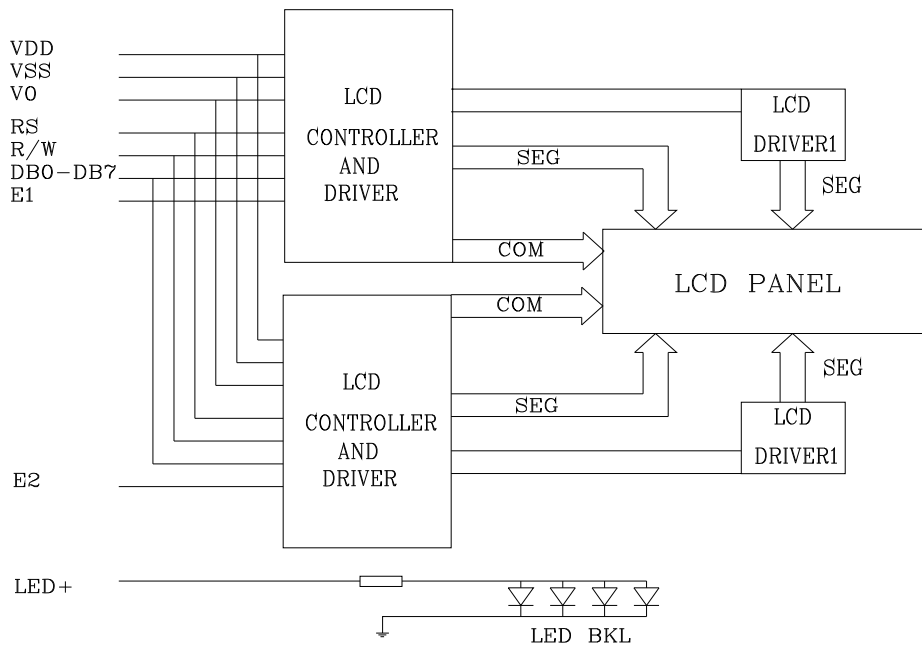 VDD
VSS
V0
RS
R/W
DB0-DB7
E1
LCD
CONTROLLER
AND
DRIVER
SEG
COM
LCD
DRIVER1
SEG
LCD PANEL
COM
SEG
LCD
CONTROLLER
AND
DRIVER
SEG
LCD
DRIVER1
E2
LED+
LED BKL